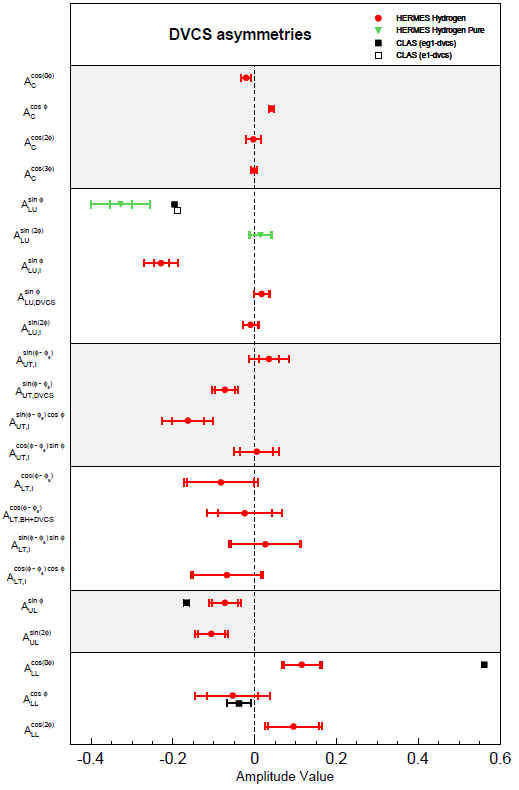 DVCS asymmetries
HERMES Hydrogen
HERMES Hydrogen Pure
CLAS (eg1-dvcs)
CLAS (e1-dvcs)
A_C^cos(0ϕ)
A_C^cos ϕ
A_C^cos(2ϕ)
A_C^cos(3ϕ)
A_LU^sin ϕ
A_LU^sin (2ϕ)
A_LU,I^sin ϕ
A_LU,DVCS^sin ϕ
A_LU,I^sin(2ϕ)
A_UT,I^sin(ϕ- ϕ_s)
A_UT,DVCS^sin(ϕ- ϕ_s)
A_UT,I^sin(ϕ- ϕ_s) cos ϕ
A_UT,I^cos(ϕ- ϕ_s) sin ϕ
A_LT,I^cos(ϕ- ϕ_s)
A_LT,BH+DVCS^cos(ϕ- ϕ_s)
A_LT,I^sin(ϕ- ϕ_s) sin ϕ
A_LT,I^cos(ϕ- ϕ_s) cos ϕ
A_UL^sin ϕ
A_UL^sin(2ϕ)
A_LL^cos(0ϕ)
A_LL^cos ϕ
A_LL^cos(2ϕ)
-0.4 -0.2 0 0.2 0.4 0.6
Amplitude Value